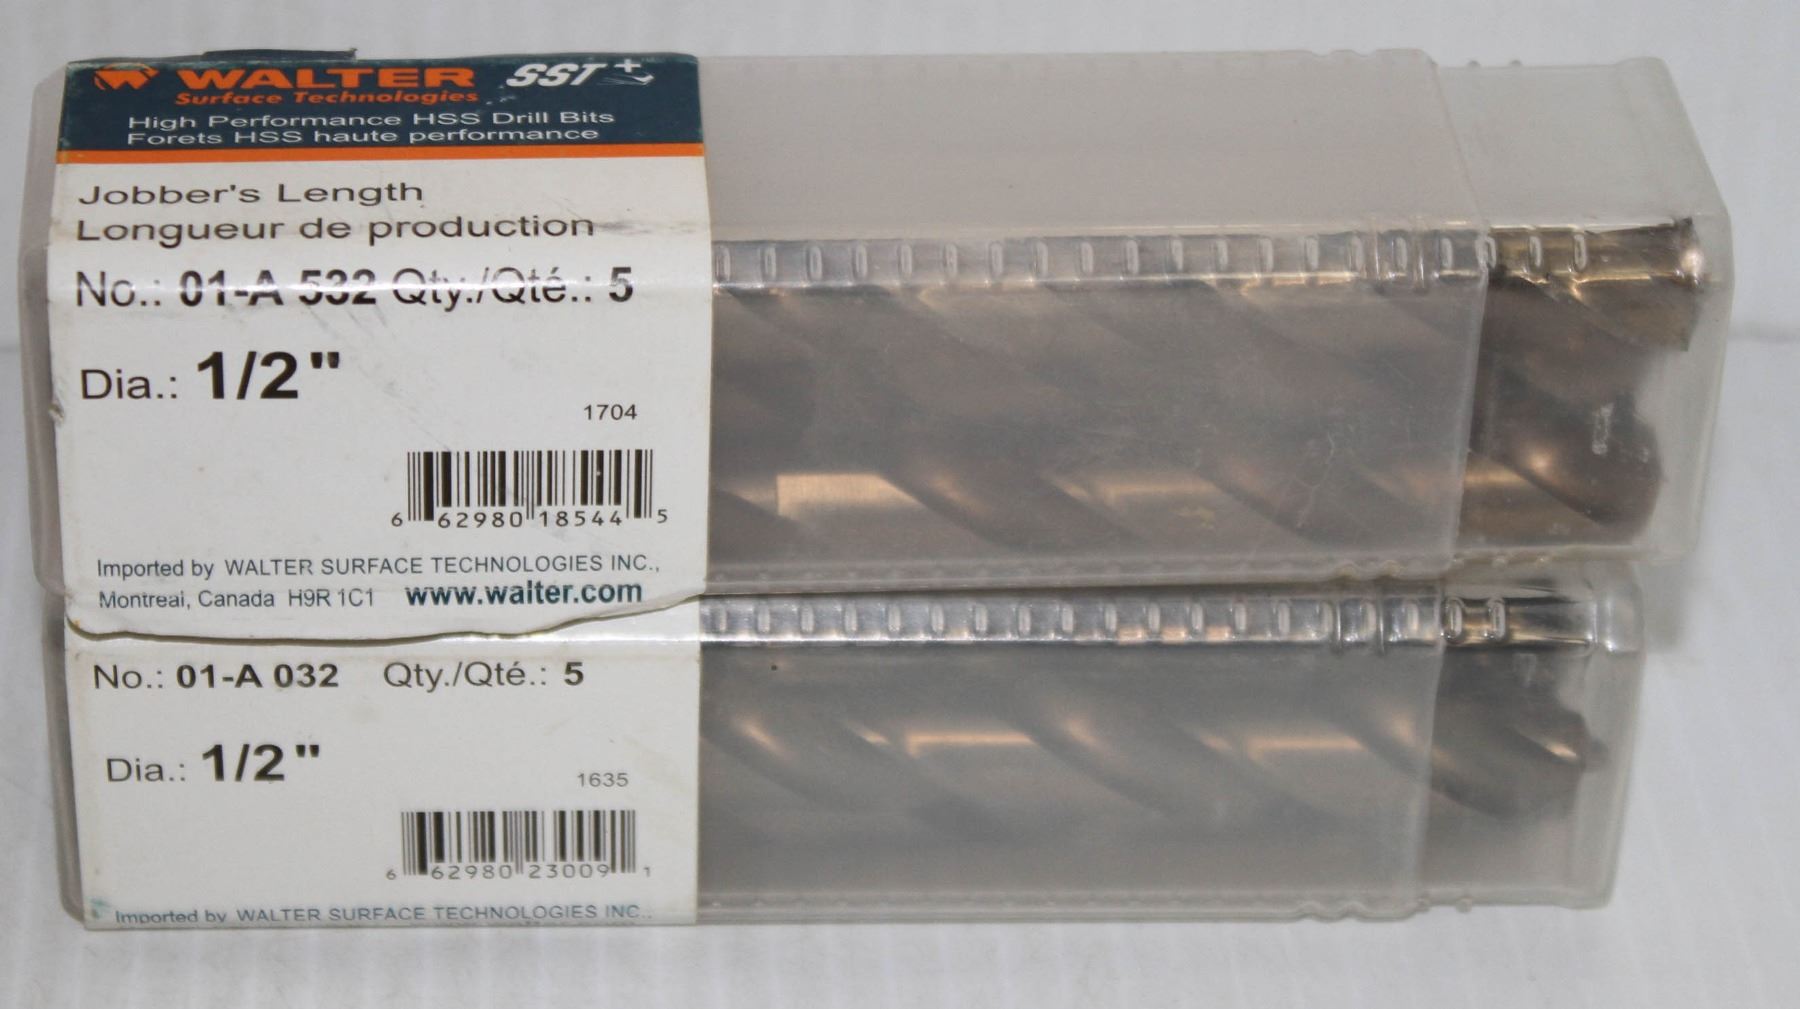 WALTER SST+
Surface Technologies
High Performance HSS Drill Bits
Forets HSS haute performance
Jobber's Length
Longueur de production
No.: 01-A 532 Qty./Qté.: 5
Dia.: 1/2"
1704
6 62980 18544 5
Imported by WALTER SURFACE TECHNOLOGIES INC.,
Montreal, Canada H9R 1C1 www.walter.com
No.: 01-A 032 Qty./Qté.: 5
Dia.: 1/2"
1635
6 62980 23009 1
Imported by WALTER SURFACE TECHNOLOGIES INC.,